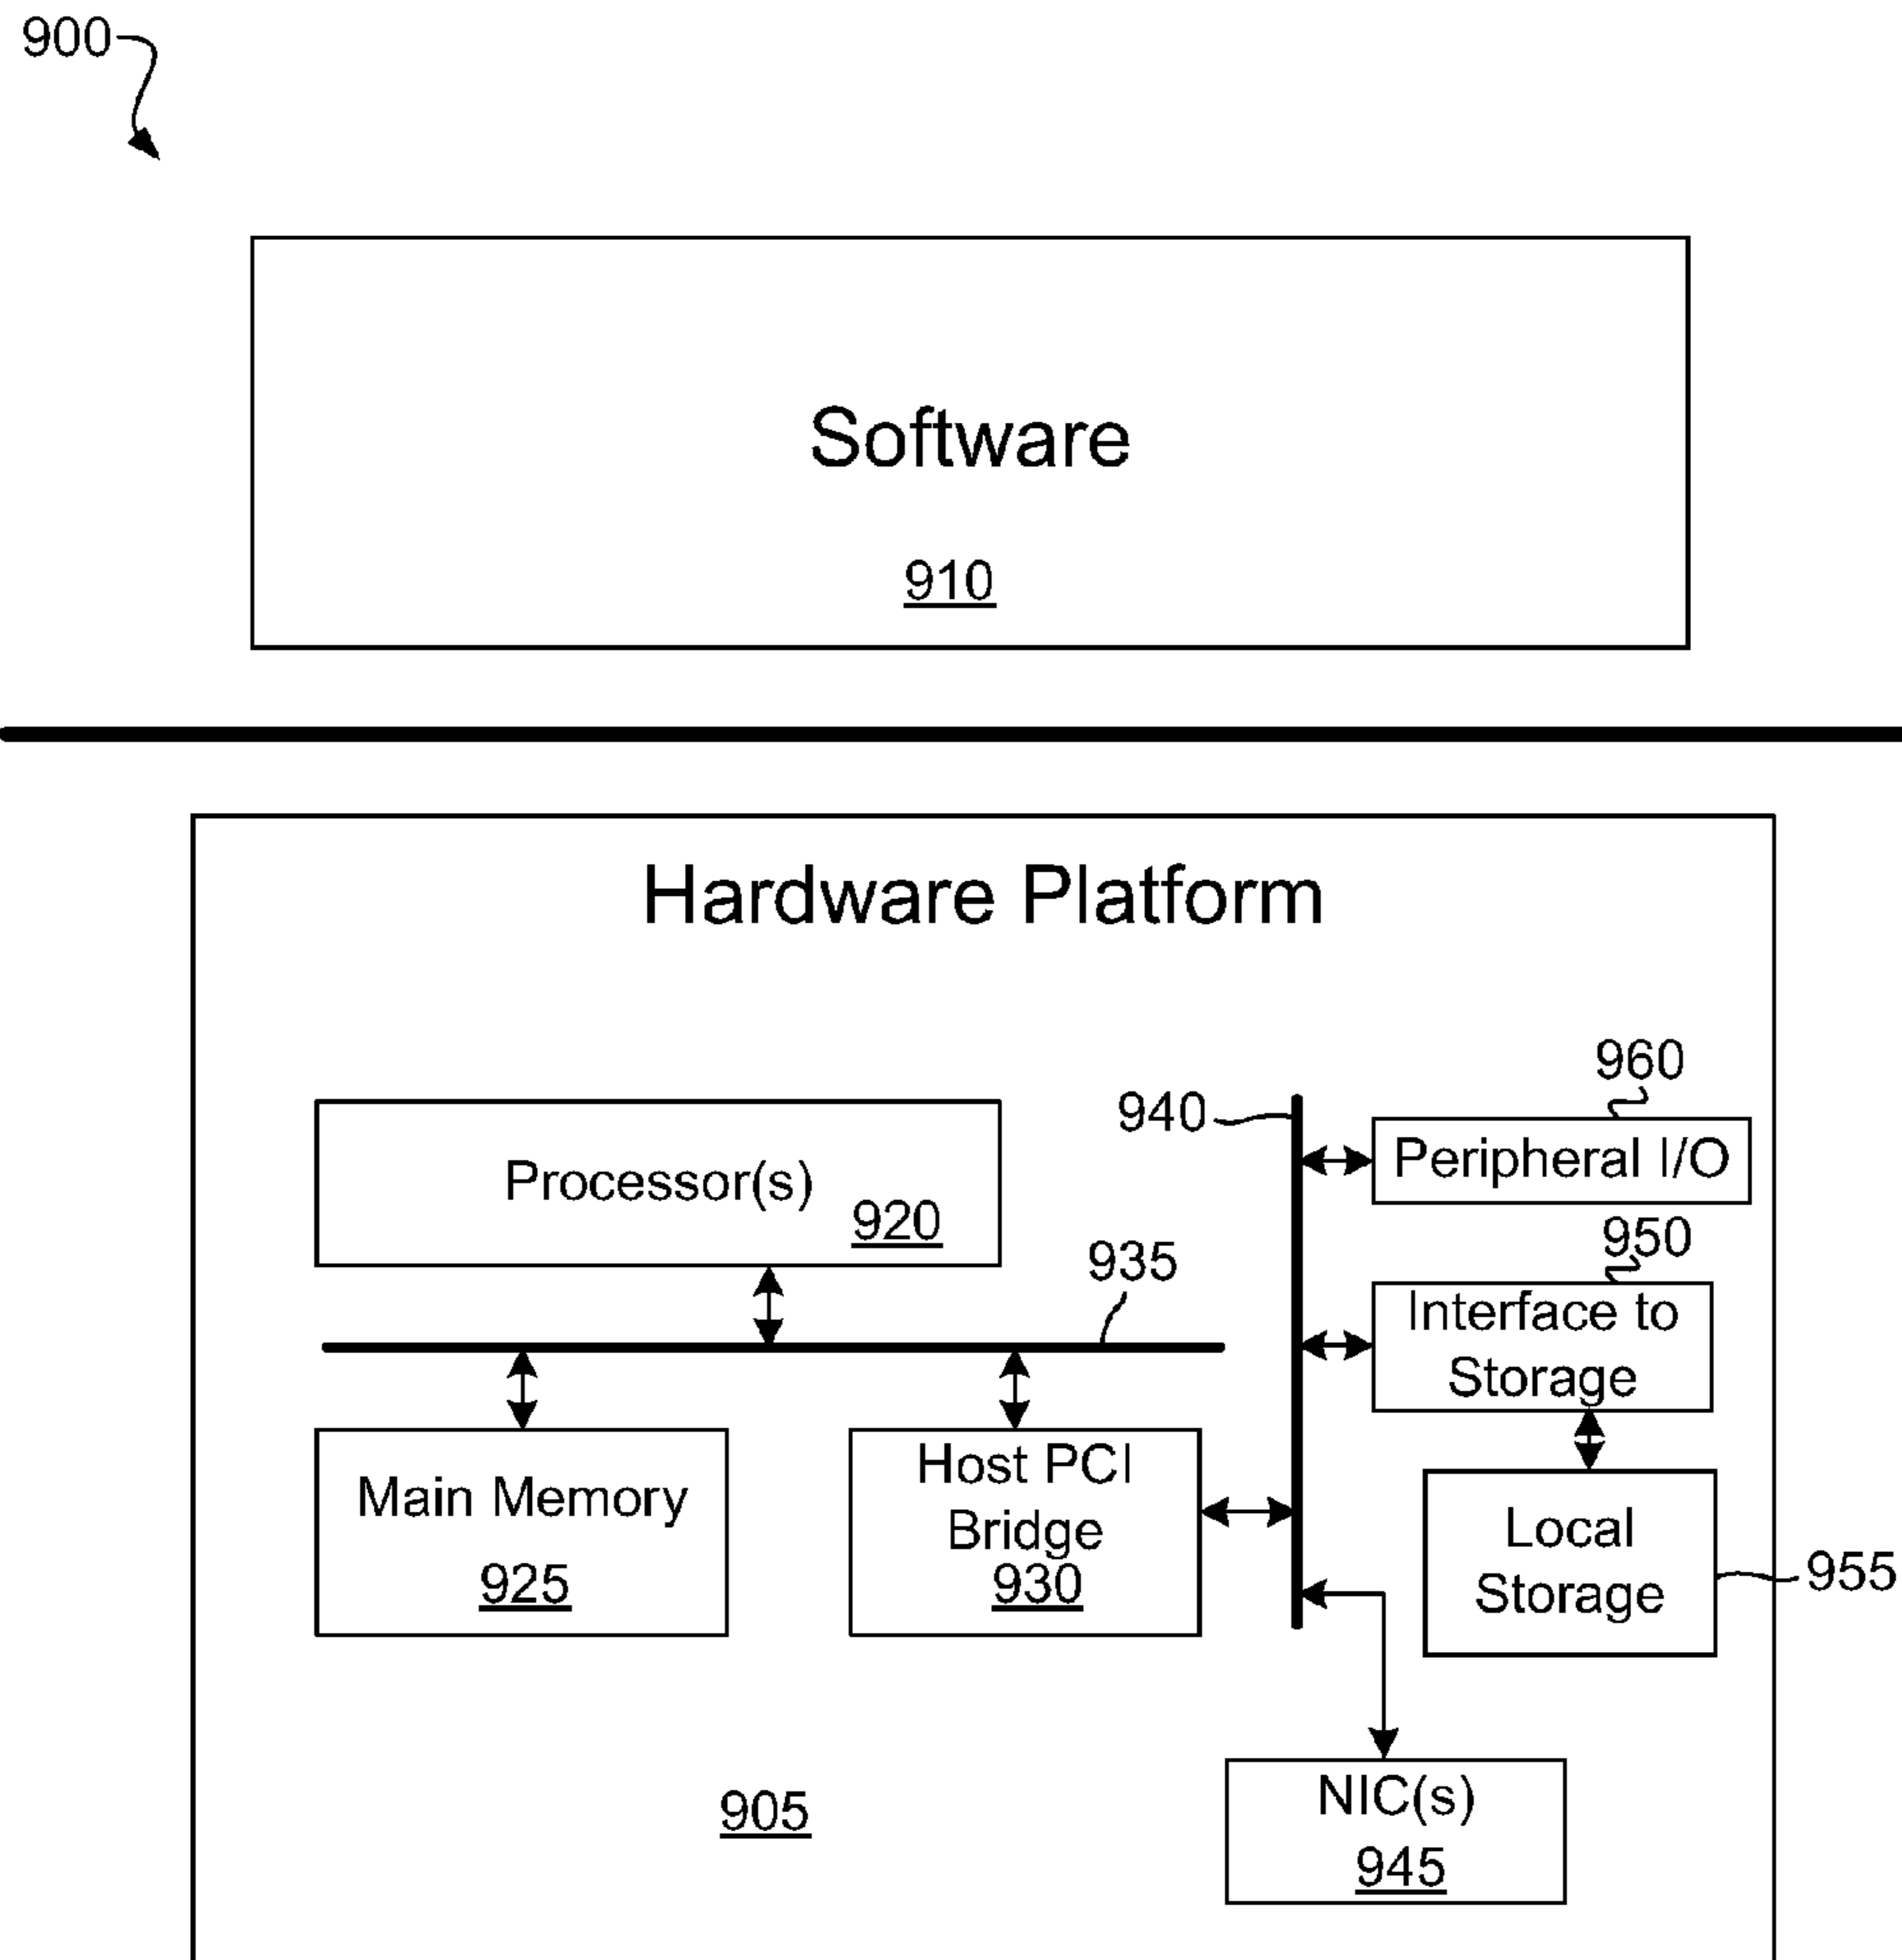 900
Software
910
Hardware Platform
960
940
Peripheral I/O
Processor(s)
920
950
935
Interface to
Storage
Main Memory
925
Host PCI
Bridge
930
Local
Storage
955
NIC(s)
945
905